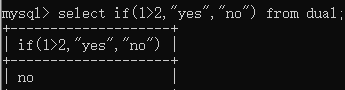 mysql> select if(1>2,"yes","no") from dual;
+--------------------+
| if(1>2,"yes","no") |
+--------------------+
| no                 |